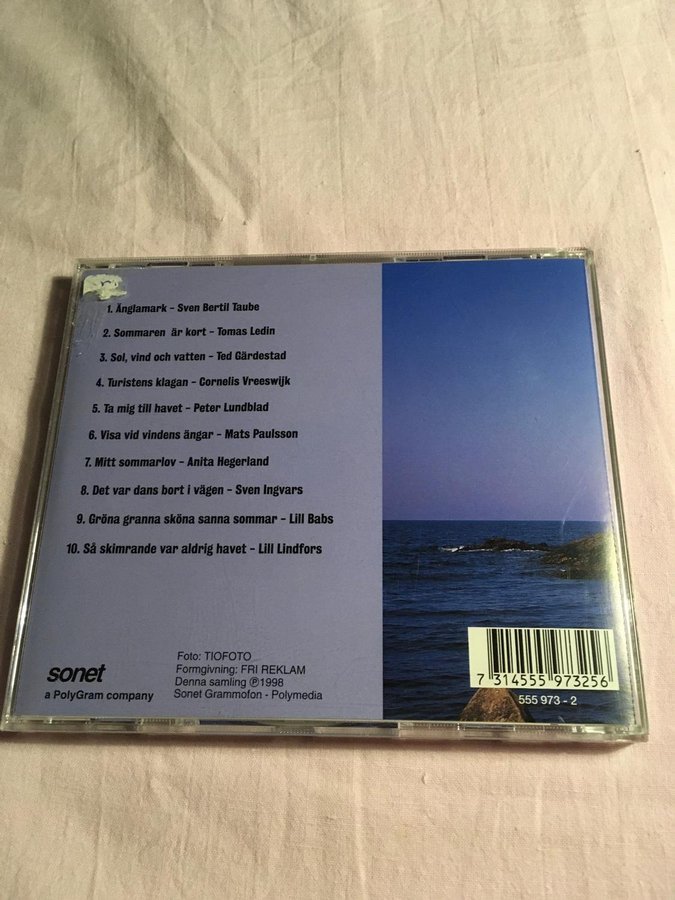 1. Änglamark - Sven Bertil Taube
2. Sommaren är kort - Tomas Ledin
3. Sol, vind och vatten - Ted Gärdestad
4. Turistens klagan - Cornelis Vreeswijk
5. Ta mig till havet - Peter Lundblad
6. Visa vid vindens ängar - Mats Paulsson
7. Mitt sommarlov - Anita Hegerland
8. Det var dans bort i vägen - Sven Ingvars
9. Gröna granna sköna sanna sommar - Lill Babs
10. Så skimrande var aldrig havet - Lill Lindfors
sonet
a PolyGram company
Foto: TIOFOTO
Formgivning: FRI REKLAM
Denna samling ℗1998
Sonet Grammofon - Polymedia
7 314555 973256
555 973 - 2